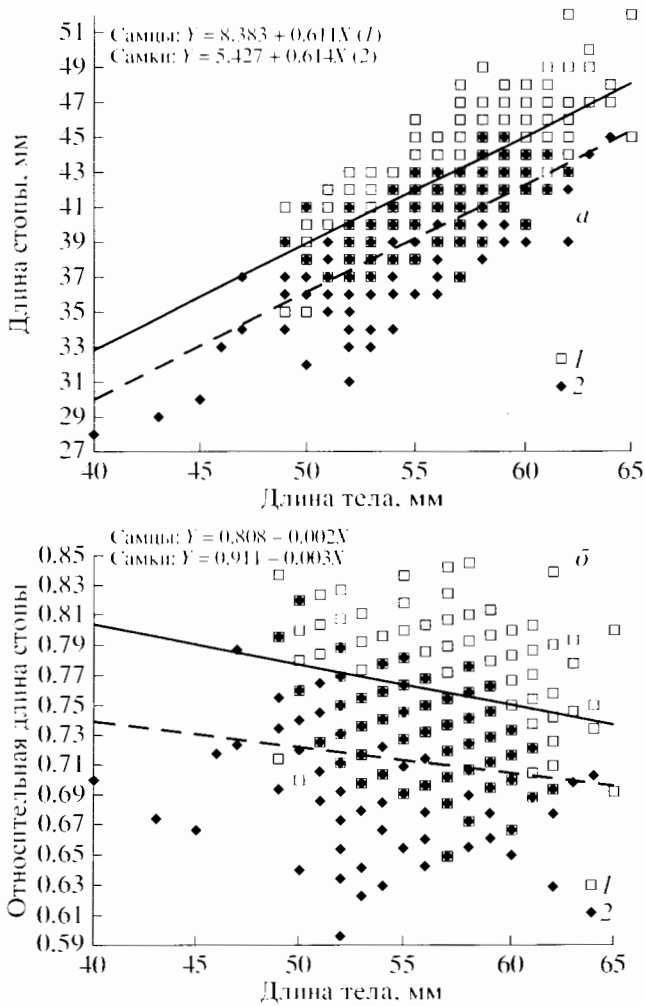 Самцы: Y = 8.383 + 0.611X (1)
Самки: Y = 5.427 + 0.614X (2)
Длина стопы, мм
51
49
47
45
43
41
39
37
35
33
31
29
27
а
1
2
40 45 50 55 60 65
Длина тела, мм
Самцы: Y = 0.808 – 0.002X
Самки: Y = 0.911 – 0.003X
Относительная длина стопы
0.85
0.83
0.81
0.79
0.77
0.75
0.73
0.71
0.69
0.67
0.65
0.63
0.61
0.59
б
1
2
40 45 50 55 60 65
Длина тела, мм